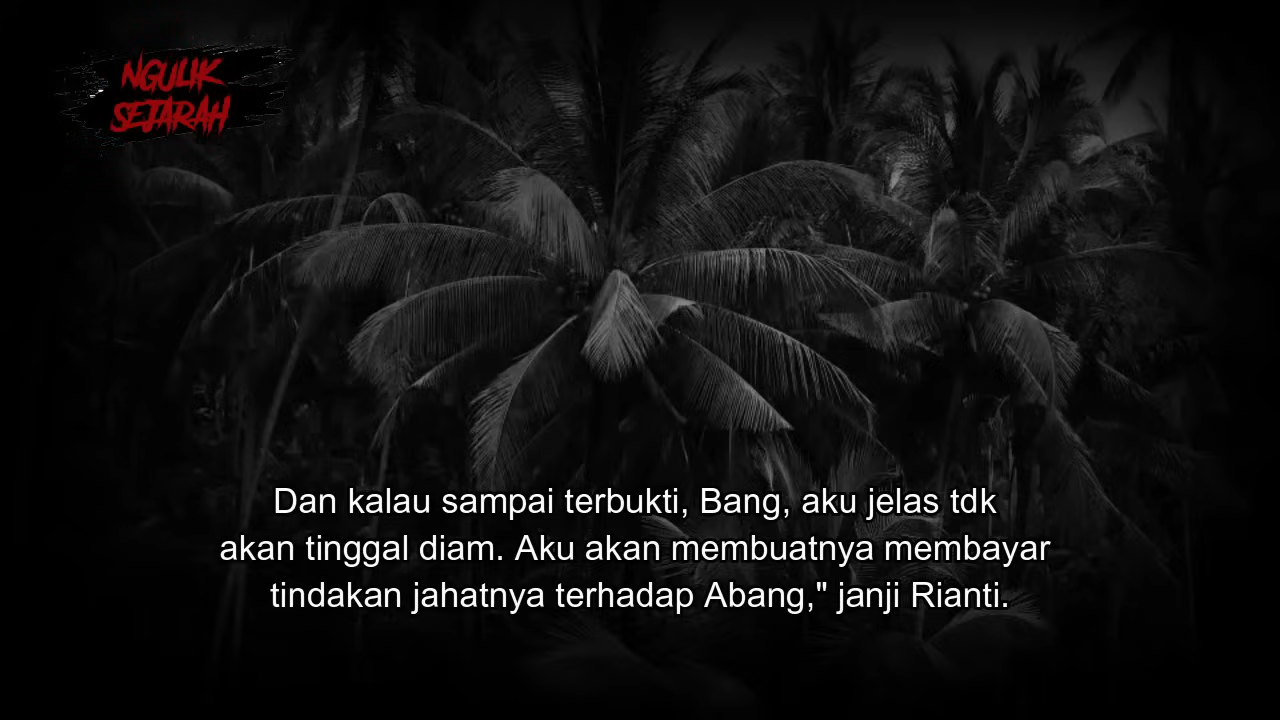 NGULIK
SEJARAH
Dan kalau sampai terbukti, Bang, aku jelas tdk
akan tinggal diam. Aku akan membuatnya membayar
tindakan jahatnya terhadap Abang," janji Rianti.